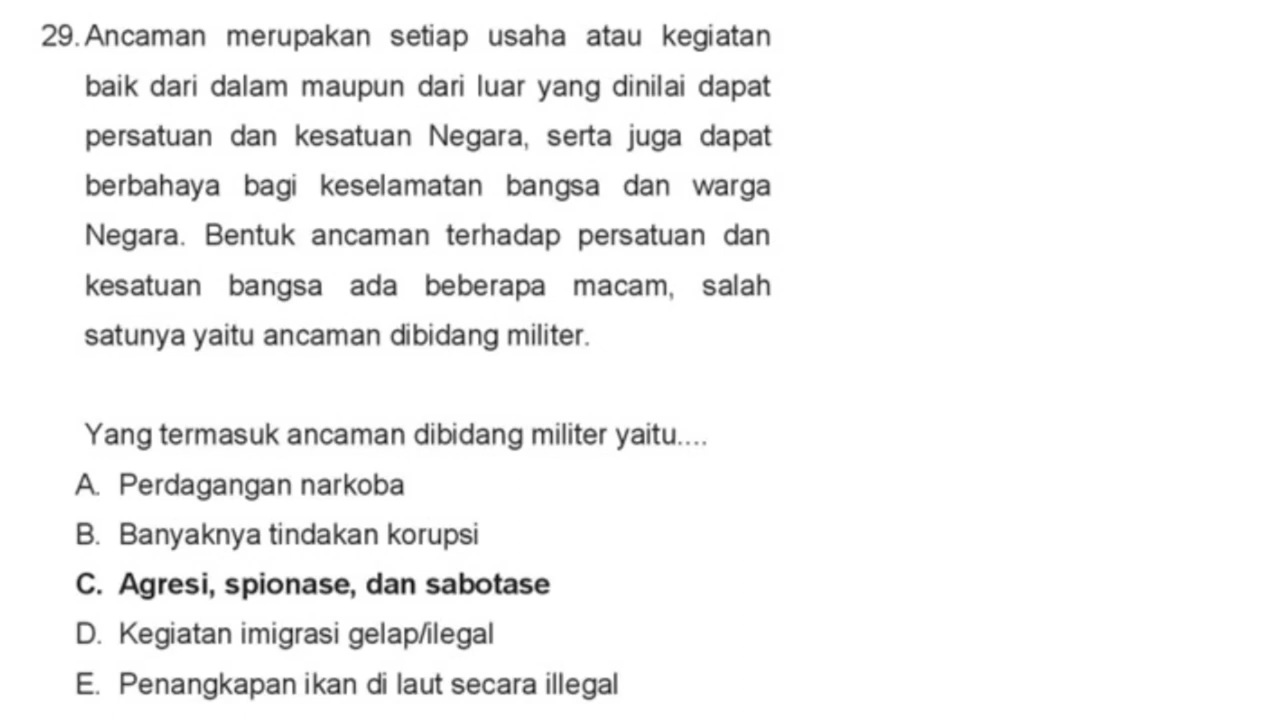 29. Ancaman merupakan setiap usaha atau kegiatan
baik dari dalam maupun dari luar yang dinilai dapat
persatuan dan kesatuan Negara, serta juga dapat
berbahaya bagi keselamatan bangsa dan warga
Negara. Bentuk ancaman terhadap persatuan dan
kesatuan bangsa ada beberapa macam, salah
satunya yaitu ancaman dibidang militer.
Yang termasuk ancaman dibidang militer yaitu....
A. Perdagangan narkoba
B. Banyaknya tindakan korupsi
C. Agresi, spionase, dan sabotase
D. Kegiatan imigrasi gelap/ilegal
E. Penangkapan ikan di laut secara illegal